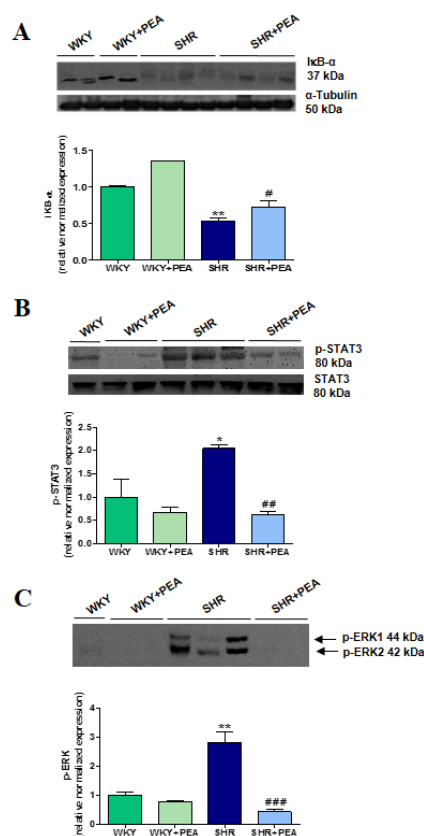 A
WKY WKY+PEA SHR SHR+PEA
IκB-α
37 kDa
α-Tubulin
50 kDa
IKB-α
(relative normalized expression)
1.5
1.0
0.5
0.0
** #
WKY WKY+PEA SHR SHR+PEA
B
WKY WKY+PEA SHR SHR+PEA
p-STAT3
80 kDa
STAT3
80 kDa
p-STAT3
(relative normalized expression)
2.5
2.0
1.5
1.0
0.5
0.0
* ##
WKY WKY+PEA SHR SHR+PEA
C
WKY WKY+PEA SHR SHR+PEA
p-ERK1 44 kDa
p-ERK2 42 kDa
p-ERK
(relative normalized expression)
4
3
2
1
0
** ###
WKY WKY+PEA SHR SHR+PEA